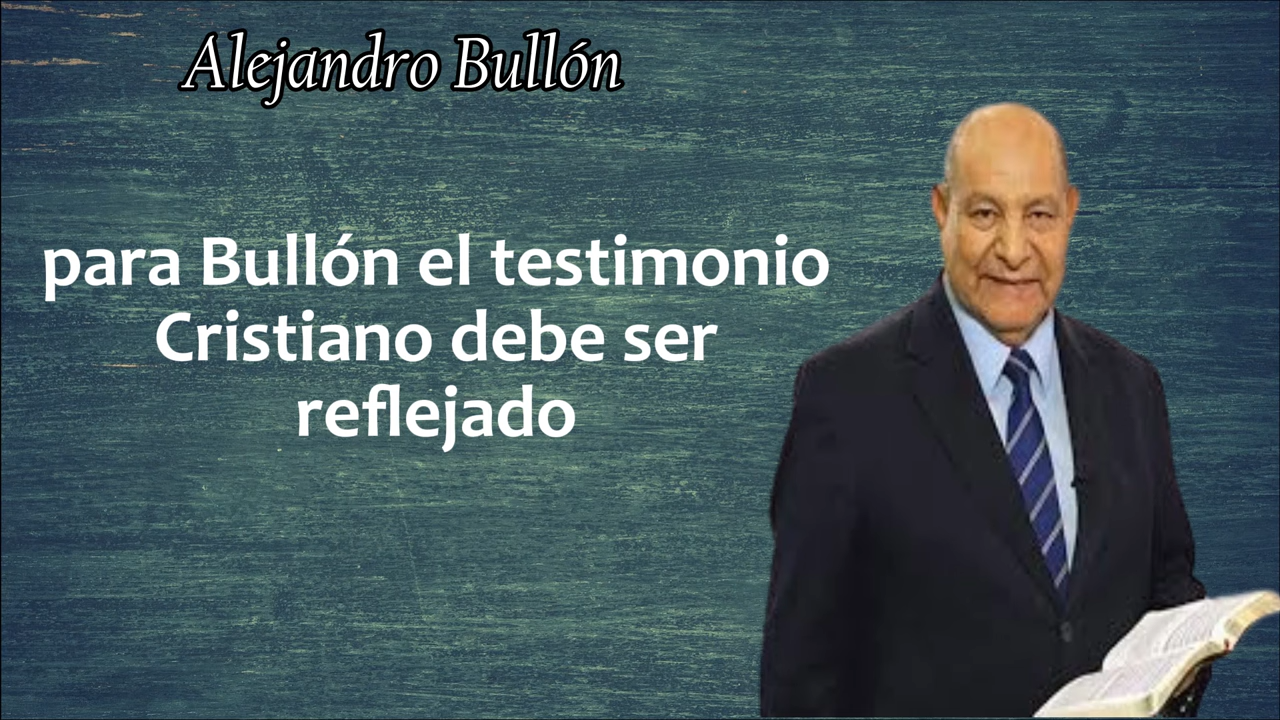 Alejandro Bullón
para Bullón el testimonio
Cristiano debe ser
reflejado